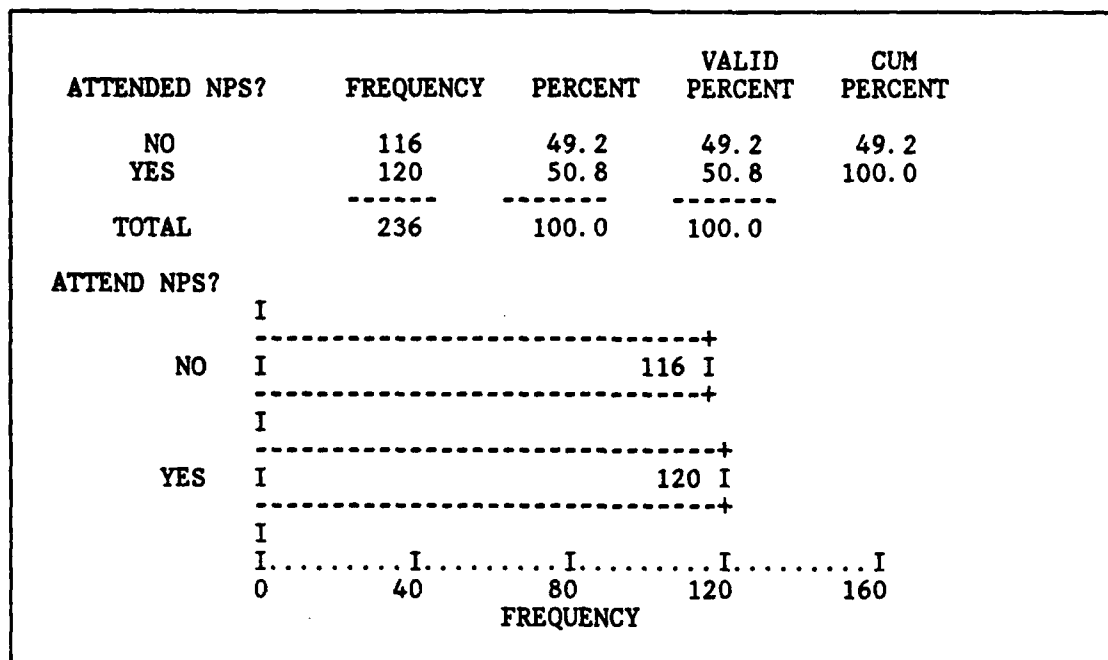 VALID CUM
ATTENDED NPS? FREQUENCY PERCENT PERCENT PERCENT
NO 116 49.2 49.2 49.2
YES 120 50.8 50.8 100.0
------ ------- -------
TOTAL 236 100.0 100.0
ATTEND NPS?
I
-----------------------------+
NO I 116 I
-----------------------------+
I
------------------------------+
YES I 120 I
------------------------------+
I
I.........I.........I.........I.........I
0 40 80 120 160
FREQUENCY